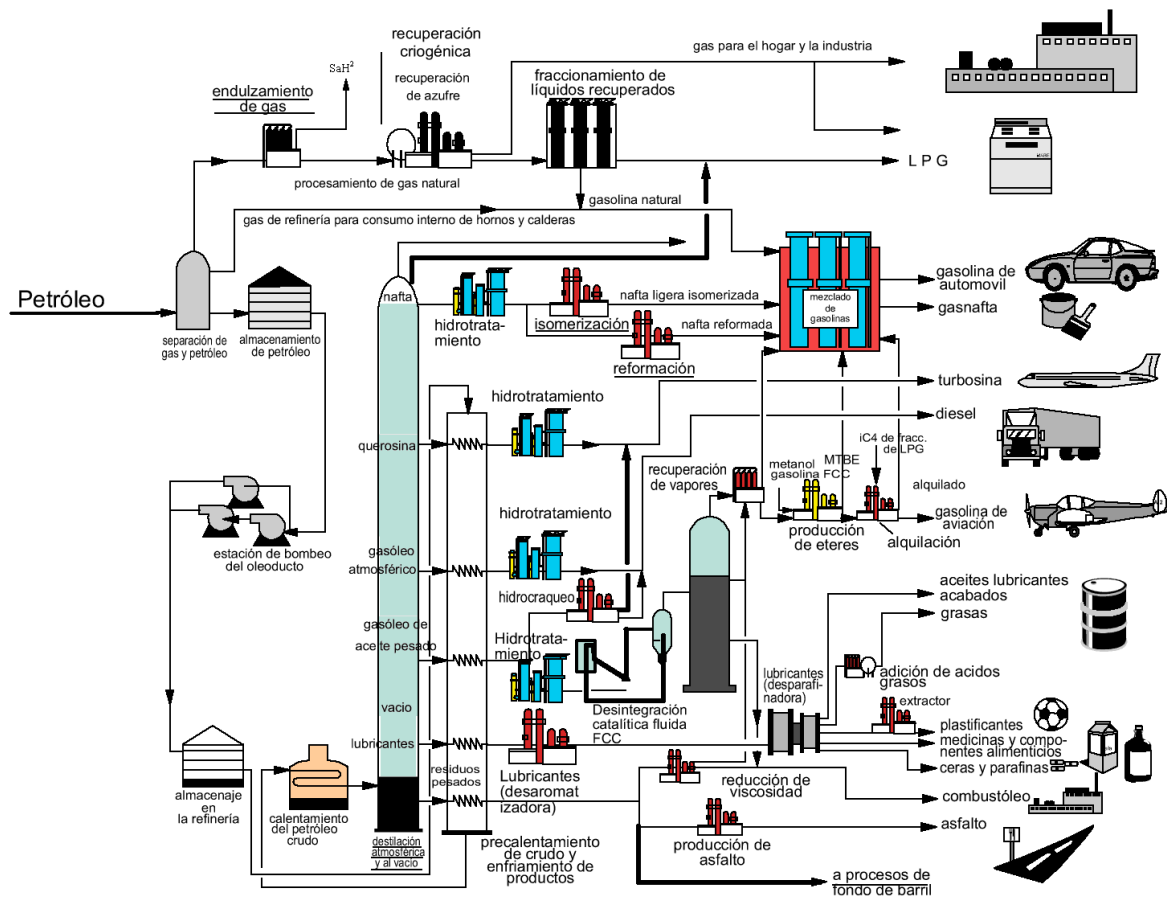 recuperación
criogénica
recuperación
de azufre
SaH²
endulzamiento
de gas
fraccionamiento de
líquidos recuperados
gas para el hogar y la industria
procesamiento de gas natural
L P G
gasolina natural
gas de refinería para consumo interno de hornos y calderas
Petróleo
separación de
gas y petróleo
almacenamiento
de petróleo
nafta
hidrotrata-
miento
isomerización
nafta ligera isomerizada
nafta reformada
reformación
mezclado
de gasolinas
gasolina de
automovil
gasnafta
turbosina
diesel
hidrotratamiento
querosina
recuperación
de vapores
iC4 de fracc.
de LPG
metanol
gasolina
MTBE
FCC
alquilado
gasolina de
aviación
producción
de eteres
alquilación
estación de bombeo
del oleoducto
hidrotratamiento
gasóleo
atmosférico
hidrocraqueo
gasóleo de
aceite pesado
Hidrotrata-
miento
Desintegración
catalítica fluida
FCC
aceites lubricantes
acabados
grasas
lubricantes
(desparafi-
nadora)
adición de acidos
grasos
extractor
plastificantes
medicinas y compo-
nentes alimenticios
ceras y parafinas
vacio
lubricantes
residuos
pesados
Lubricantes
(desaromat
izadora)
reducción de
viscosidad
combustóleo
almacenaje
en
la refinería
calentamiento
del petróleo
crudo
destilación
atmosférica
y al vacio
precalentamiento
de crudo y
enfriamiento de
productos
producción de
asfalto
asfalto
a procesos de
fondo de barril